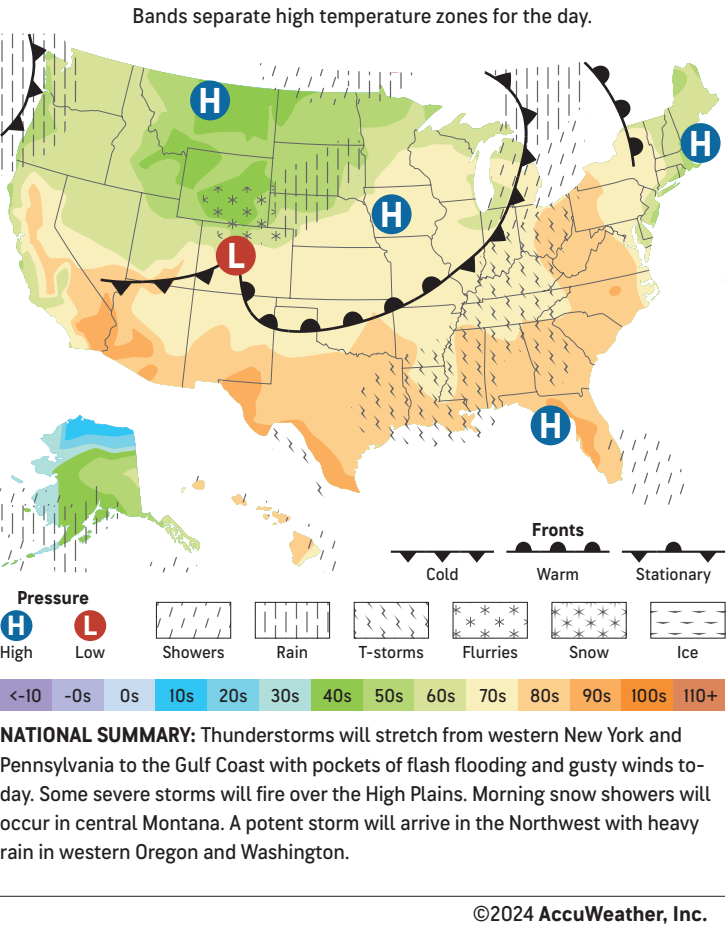 Bands separate high temperature zones for the day.
H
H
H
L
H
Fronts
Cold Warm Stationary
Pressure
H L
High Low Showers Rain T-storms Flurries Snow Ice
<-10 -0s 0s 10s 20s 30s 40s 50s 60s 70s 80s 90s 100s 110+
NATIONAL SUMMARY: Thunderstorms will stretch from western New York and
Pennsylvania to the Gulf Coast with pockets of flash flooding and gusty winds to-
day. Some severe storms will fire over the High Plains. Morning snow showers will
occur in central Montana. A potent storm will arrive in the Northwest with heavy
rain in western Oregon and Washington.
©2024 AccuWeather, Inc.